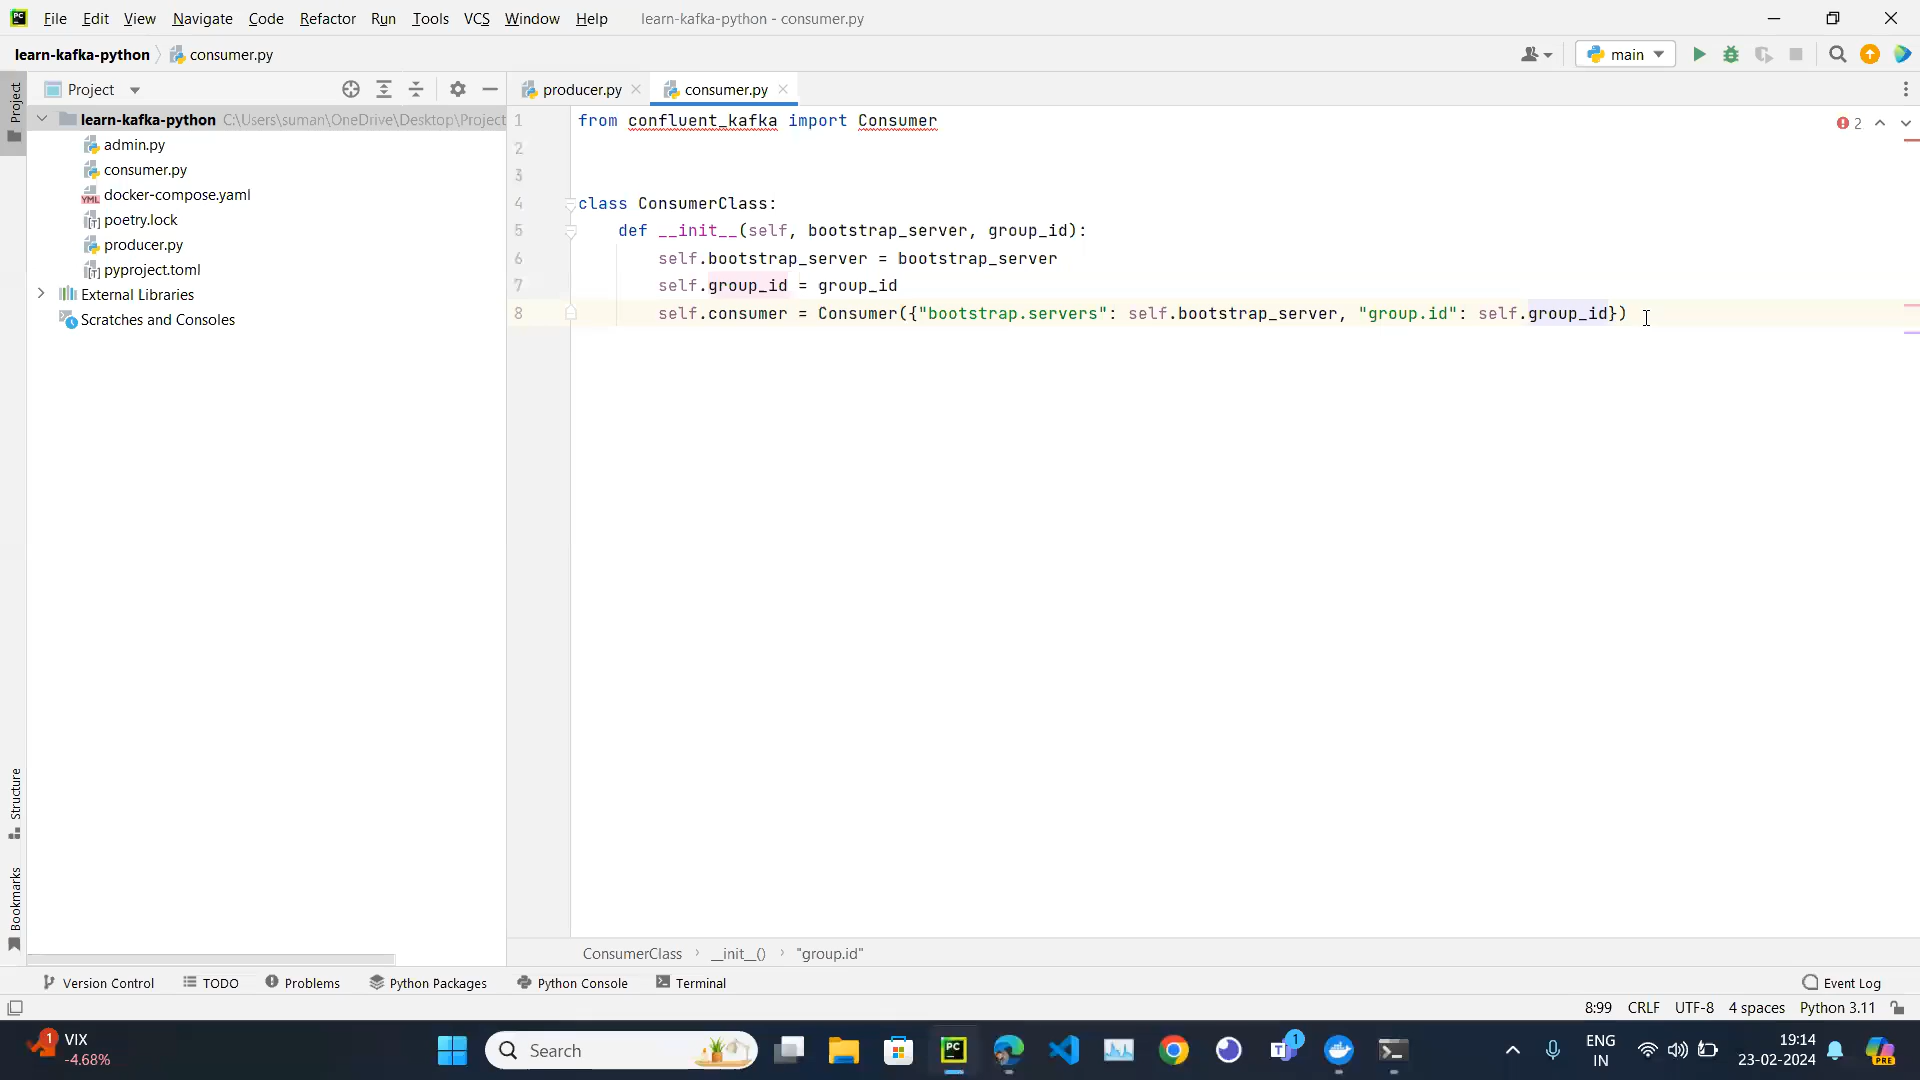 PC File Edit View Navigate Code Refactor Run Tools VCS Window Help learn-kafka-python - consumer.py
learn-kafka-python consumer.py main
Project
Project
learn-kafka-python C:\Users\suman\OneDrive\Desktop\Project
admin.py
consumer.py
docker-compose.yaml
poetry.lock
producer.py
pyproject.toml
External Libraries
Scratches and Consoles
Structure
Bookmarks
producer.py consumer.py
2
1 from confluent_kafka import Consumer
2
3
4 class ConsumerClass:
5 def __init__(self, bootstrap_server, group_id):
6 self.bootstrap_server = bootstrap_server
7 self.group_id = group_id
8 self.consumer = Consumer({"bootstrap.servers": self.bootstrap_server, "group.id": self.group_id})
ConsumerClass __init__() "group.id"
Version Control TODO Problems Python Packages Python Console Terminal Event Log
8:99 CRLF UTF-8 4 spaces Python 3.11
1 VIX
-4.68%
Search
PC
1
ENG
IN
19:14
23-02-2024
PRE